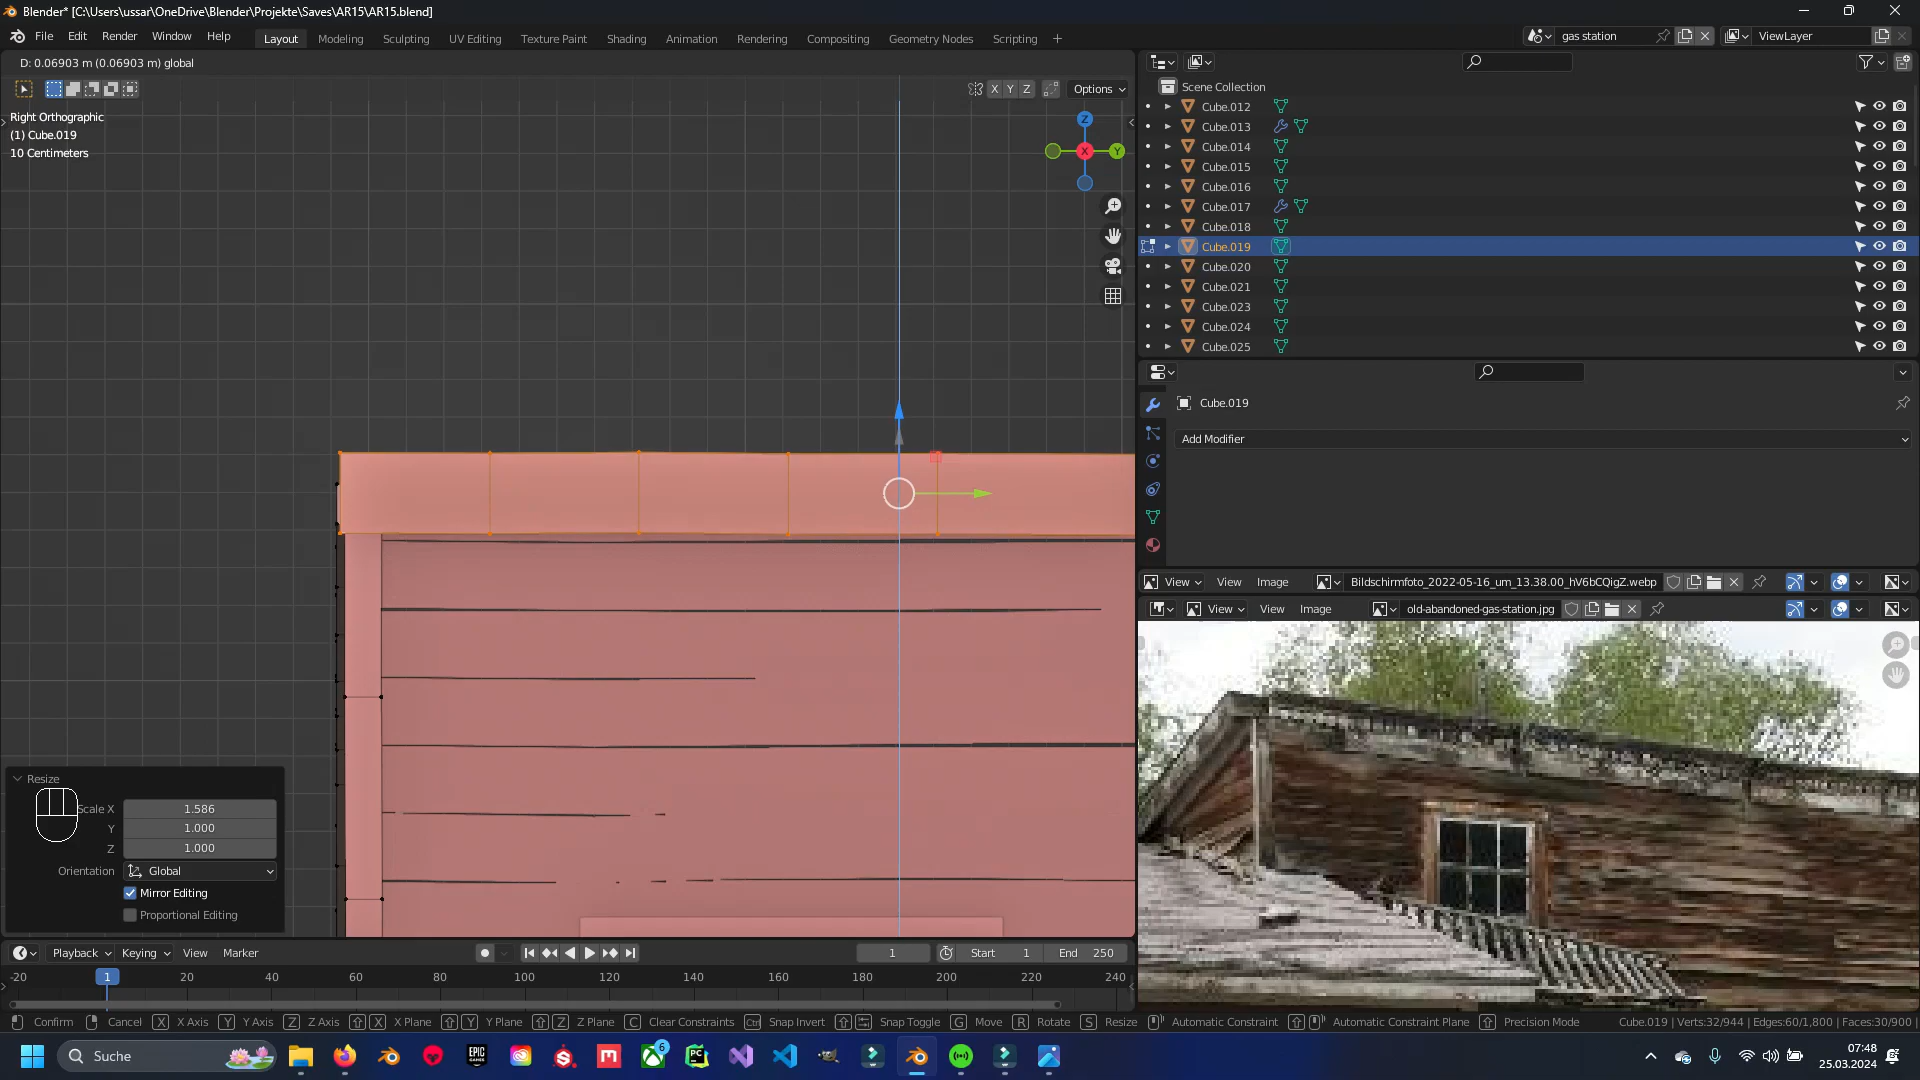 Blender* [C:\Users\ussar\OneDrive\Blender\Projekte\Saves\AR15\AR15.blend]
File Edit Render Window Help
Layout Modeling Sculpting UV Editing Texture Paint Shading Animation Rendering Compositing Geometry Nodes Scripting
gas station
ViewLayer
D: 0.06903 m (0.06903 m) global
X Y Z Options
Right Orthographic
(1) Cube.019
10 Centimeters
Z
X
Y
Scene Collection
Cube.012
Cube.013
Cube.014
Cube.015
Cube.016
Cube.017
Cube.018
Cube.019
Cube.020
Cube.021
Cube.023
Cube.024
Cube.025
Cube.019
Add Modifier
View View Image Bildschirmfoto_2022-05-16_um_13.38.00_hV6bCQigZ.webp
View View Image old-abandoned-gas-station.jpg
Resize
Scale X 1.586
Y 1.000
Z 1.000
Orientation Global
Mirror Editing
Proportional Editing
Playback Keying View Marker
1
Start 1
End 250
-20 1 20 40 60 80 100 120 140 160 180 200 220 240
Confirm Cancel X X Axis Y Y Axis Z Z Axis X X Plane Y Y Plane Z Z Plane C Clear Constraints Ctrl Snap Invert Snap Toggle G Move R Rotate S Resize Automatic Constraint Automatic Constraint Plane Precision Mode
Cube.019 | Verts:32/944 | Edges:60/1,800 | Faces:30/900 |
Suche
EPIC GAMES
6
PC
07:48
25.03.2024